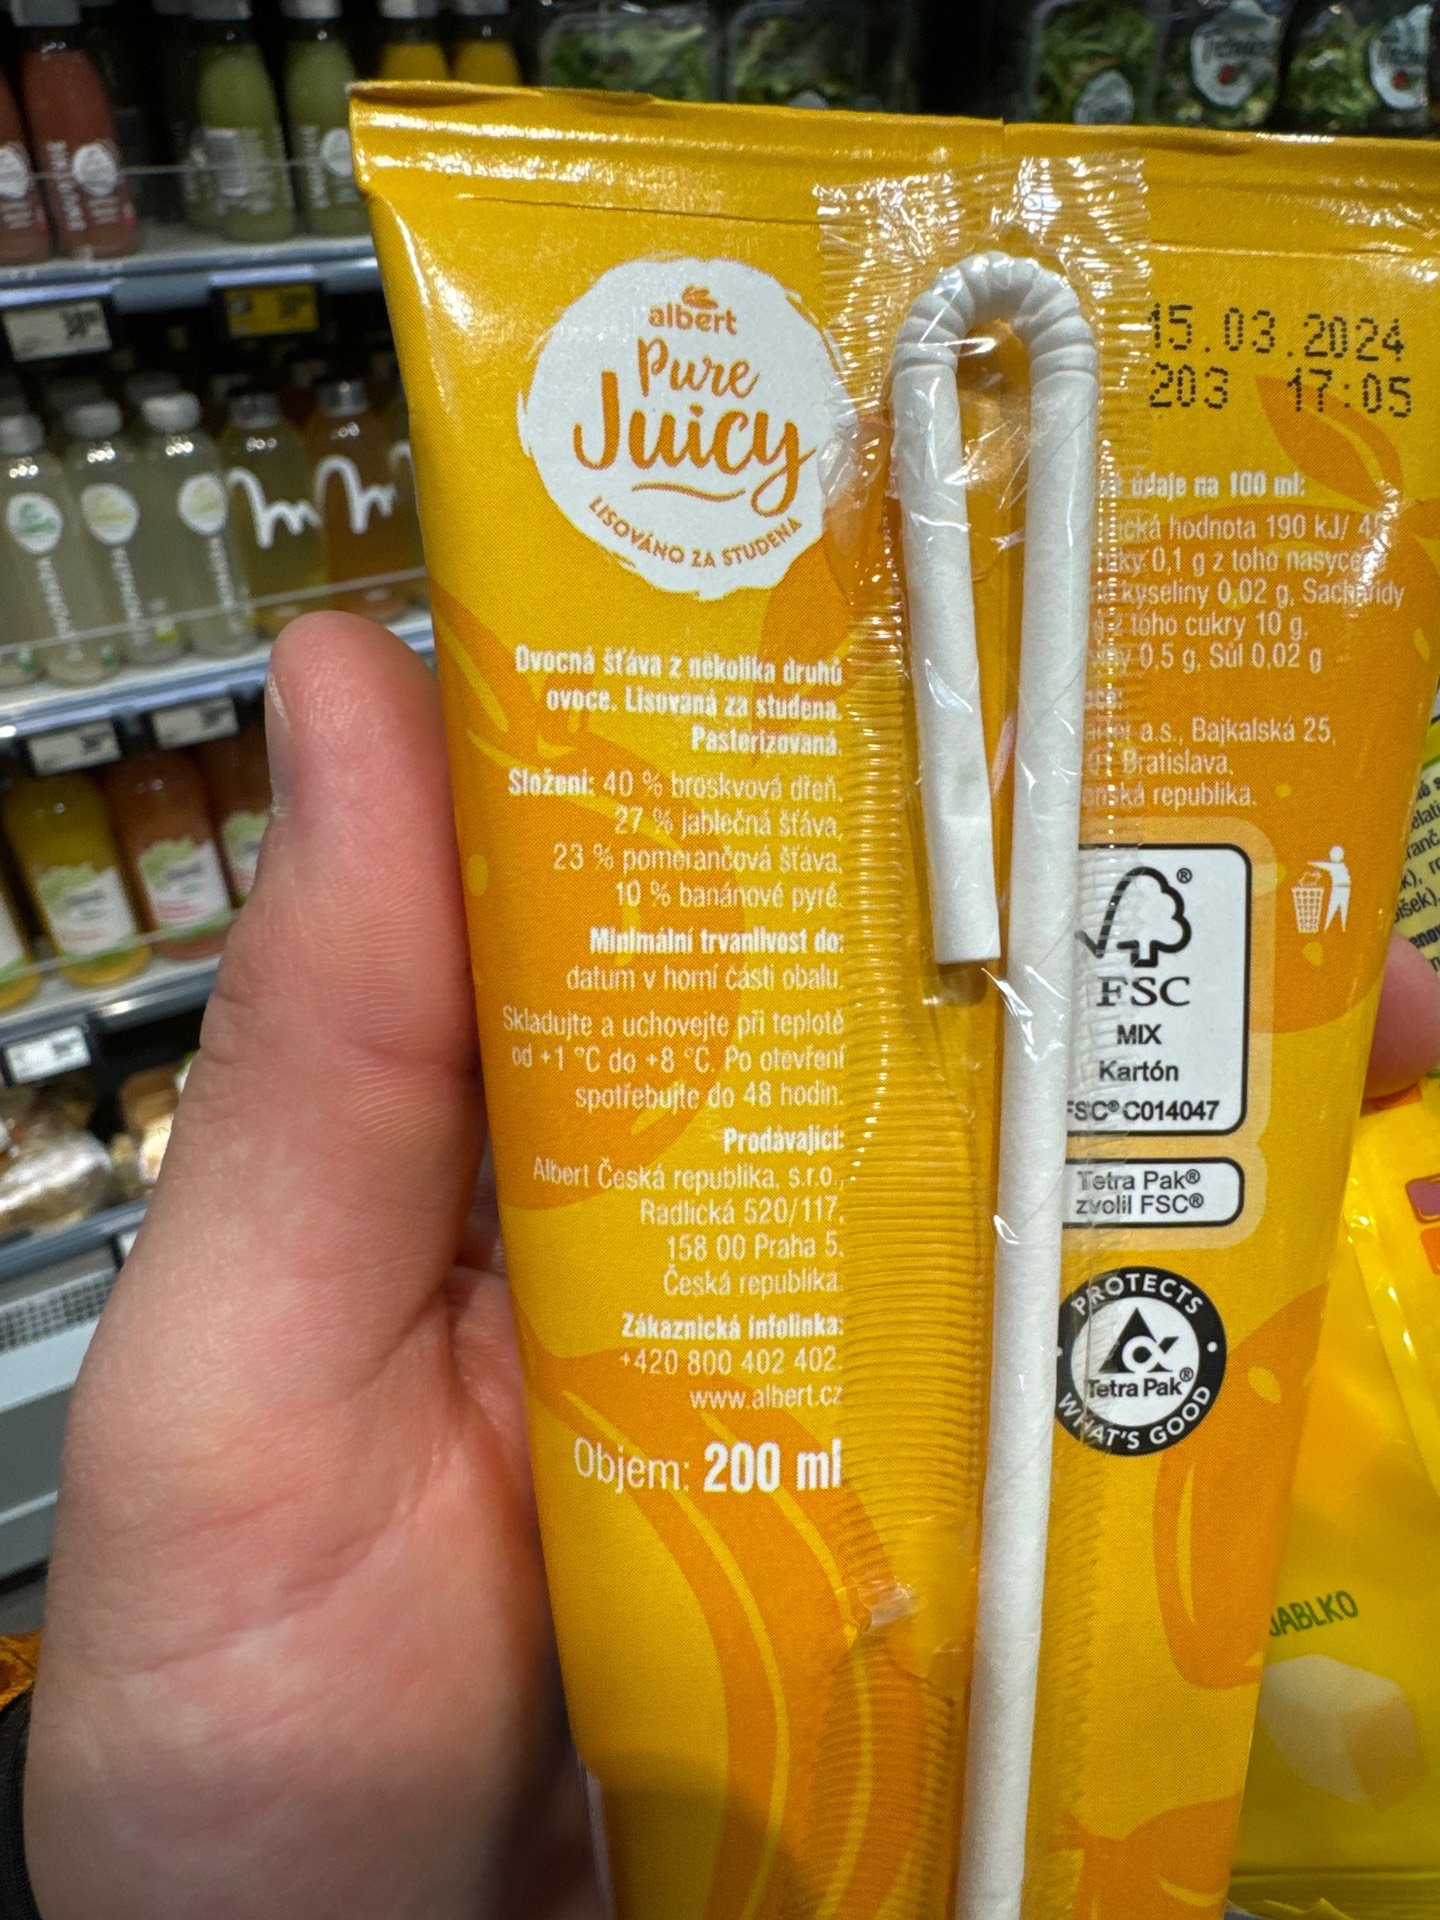 albert
Pure
Juicy
LISOVÁNO ZA STUDENA
Ovocná šťáva z několika druhů
ovoce. Lisovaná za studena.
Pasterizovaná.
Složení: 40 % broskvová dřeň,
27 % jablečná šťáva,
23 % pomerančová šťáva,
10 % banánové pyré.
Minimální trvanlivost do:
datum v horní části obalu.
Skladujte a uchovejte při teplotě
od +1 °C do +8 °C. Po otevření
spotřebujte do 48 hodin.
Prodávající:
Albert Česká republika, s.r.o.,
Radlická 520/117,
158 00 Praha 5,
Česká republika.
Zákaznická infolinka:
+420 800 402 402.
www.albert.cz
Objem: 200 ml
15.03.2024
203 17:05
údaje na 100 ml:
hodnota 190 kJ/
0,1 g z toho
kyseliny 0,02 g, Sacharidy
z toho cukry 10 g,
0,5 g, Sůl 0,02 g
a.s., Bajkalská 25,
Bratislava,
republika.
FSC®
MIX
Kartón
FSC® C014047
Tetra Pak®
zvolil FSC®
PROTECTS
Tetra Pak®
WHAT'S GOOD
JABLKO